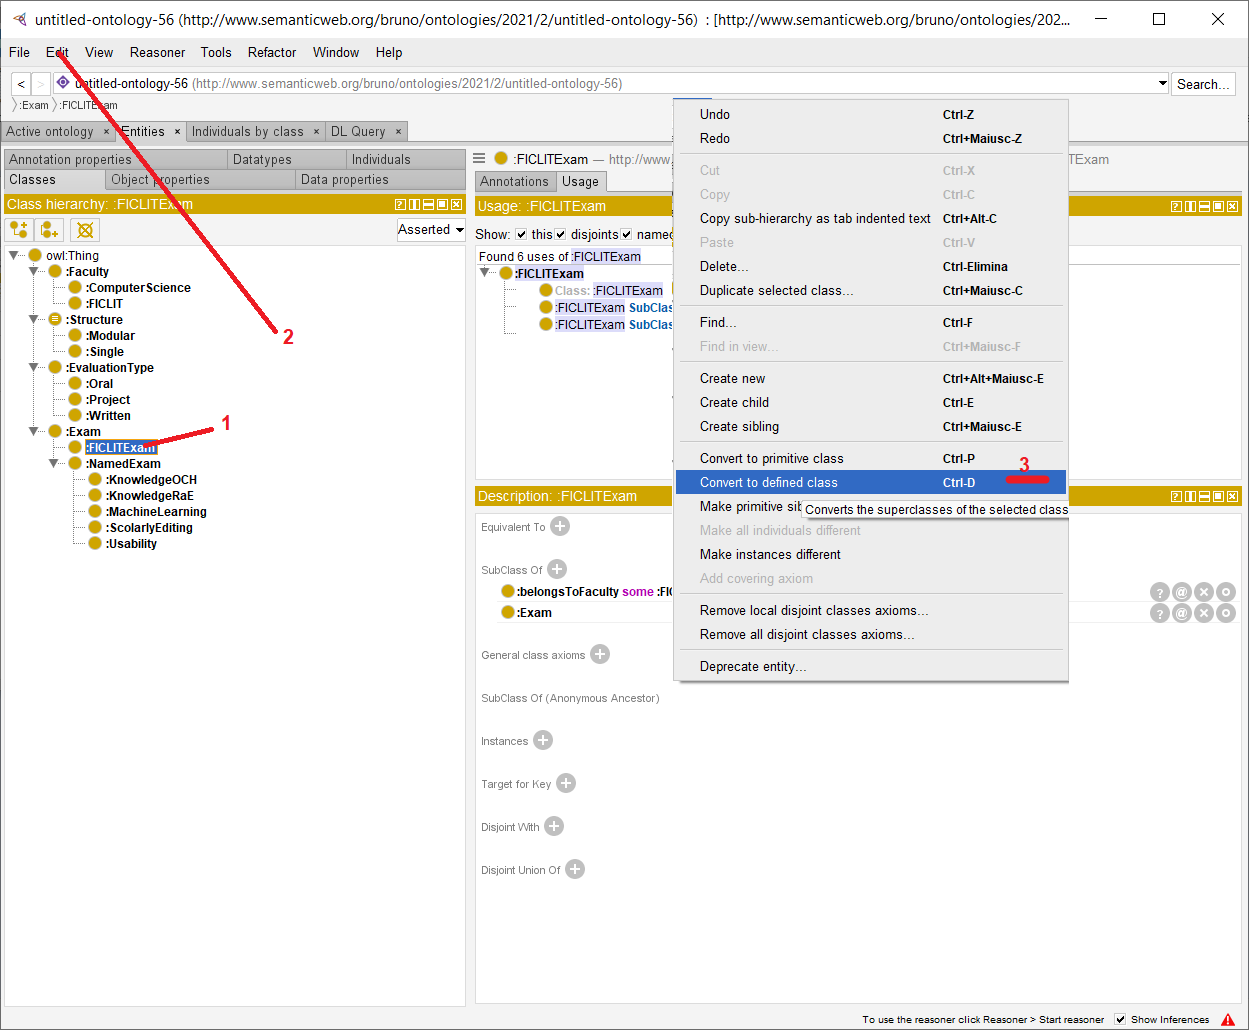 untitled-ontology-56 (http://www.semanticweb.org/bruno/ontologies/2021/2/untitled-ontology-56) : [http://www.semanticweb.org/bruno/ontologies/202...
File Edit View Reasoner Tools Refactor Window Help
< > untitled-ontology-56 (http://www.semanticweb.org/bruno/ontologies/2021/2/untitled-ontology-56) Search...
:Exam :FICLITExam
Active ontology × Entities × Individuals by class × DL Query ×
Annotation properties Datatypes Individuals
Classes Object properties Data properties
Class hierarchy: :FICLITExam
Asserted
owl:Thing
:Faculty
:ComputerScience
:FICLIT
:Structure
:Modular
:Single
:EvaluationType
:Oral
:Project
:Written
:Exam
:FICLITExam
:NamedExam
:KnowledgeOCH
:KnowledgeRaE
:MachineLearning
:ScolarlyEditing
:Usability
1
2
:FICLITExam — http://www. ITExam
Annotations Usage
Usage: :FICLITExam
Show: this disjoints named
Found 6 uses of :FICLITExam
:FICLITExam
Class: :FICLITExam
:FICLITExam SubClas
:FICLITExam SubClas
Undo Ctrl-Z
Redo Ctrl+Maiusc-Z
Cut Ctrl-X
Copy Ctrl-C
Copy sub-hierarchy as tab indented text Ctrl+Alt-C
Paste Ctrl-V
Delete... Ctrl-Elimina
Duplicate selected class... Ctrl+Maiusc-C
Find... Ctrl-F
Find in view... Ctrl+Maiusc-F
Create new Ctrl+Alt+Maiusc-E
Create child Ctrl-E
Create sibling Ctrl+Maiusc-E
Convert to primitive class Ctrl-P
3
Convert to defined class Ctrl-D
Make primitive sib
Converts the superclasses of the selected class
Make all individuals different
Make instances different
Add covering axiom
Remove local disjoint classes axioms...
Remove all disjoint classes axioms...
Deprecate entity...
Description: :FICLITExam
Equivalent To
SubClass Of
:belongsToFaculty some :FIC
:Exam
General class axioms
SubClass Of (Anonymous Ancestor)
Instances
Target for Key
Disjoint With
Disjoint Union Of
To use the reasoner click Reasoner > Start reasoner Show Inferences